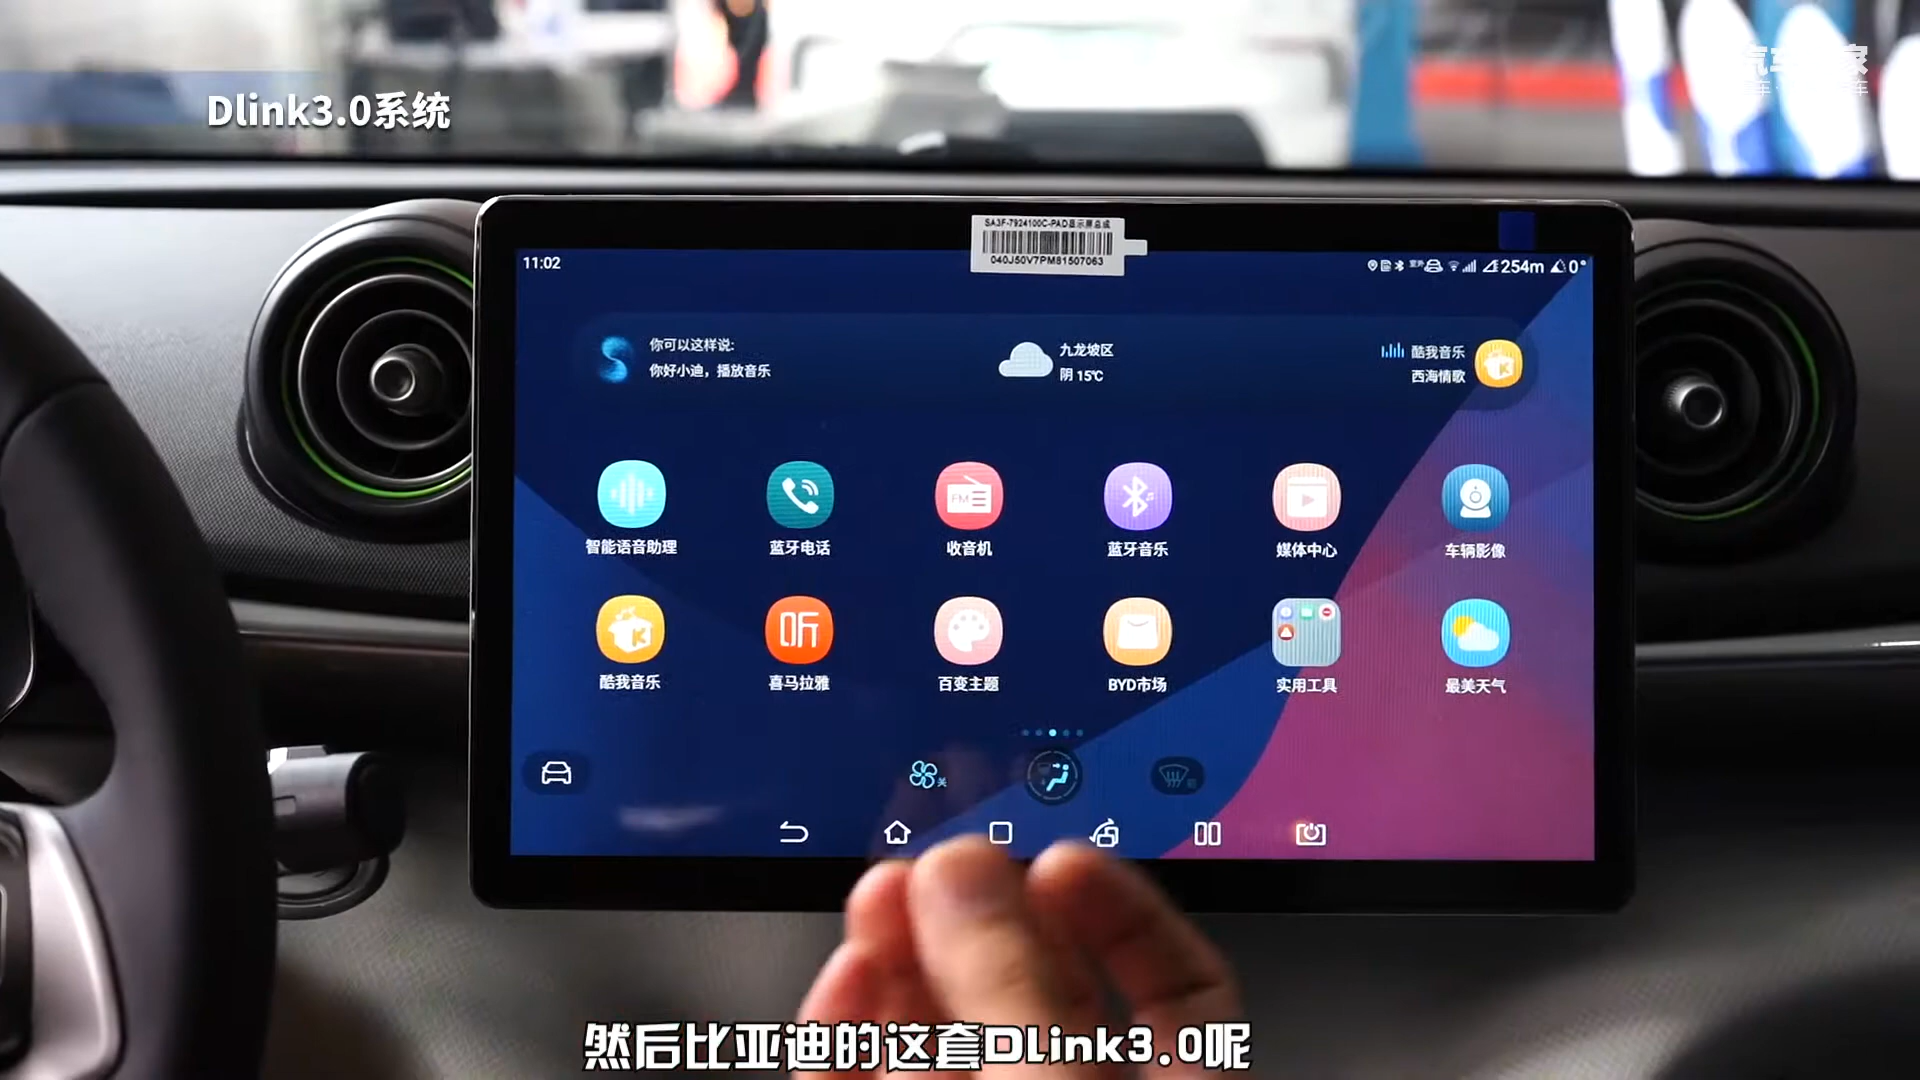 Dlink3.0系统
SA3F-7924100C-PAD显示屏总成
040J50V7PM81507063
11:02
254m
0°
你可以这样说:
你好小迪，播放音乐
九龙坡区
阴 15℃
酷我音乐
西海情歌
智能语音助理
蓝牙电话
FM
收音机
蓝牙音乐
媒体中心
车辆影像
K
听
酷我音乐
喜马拉雅
百变主题
BYD市场
实用工具
最美天气
关
然后比亚迪的这套DLink3.0呢